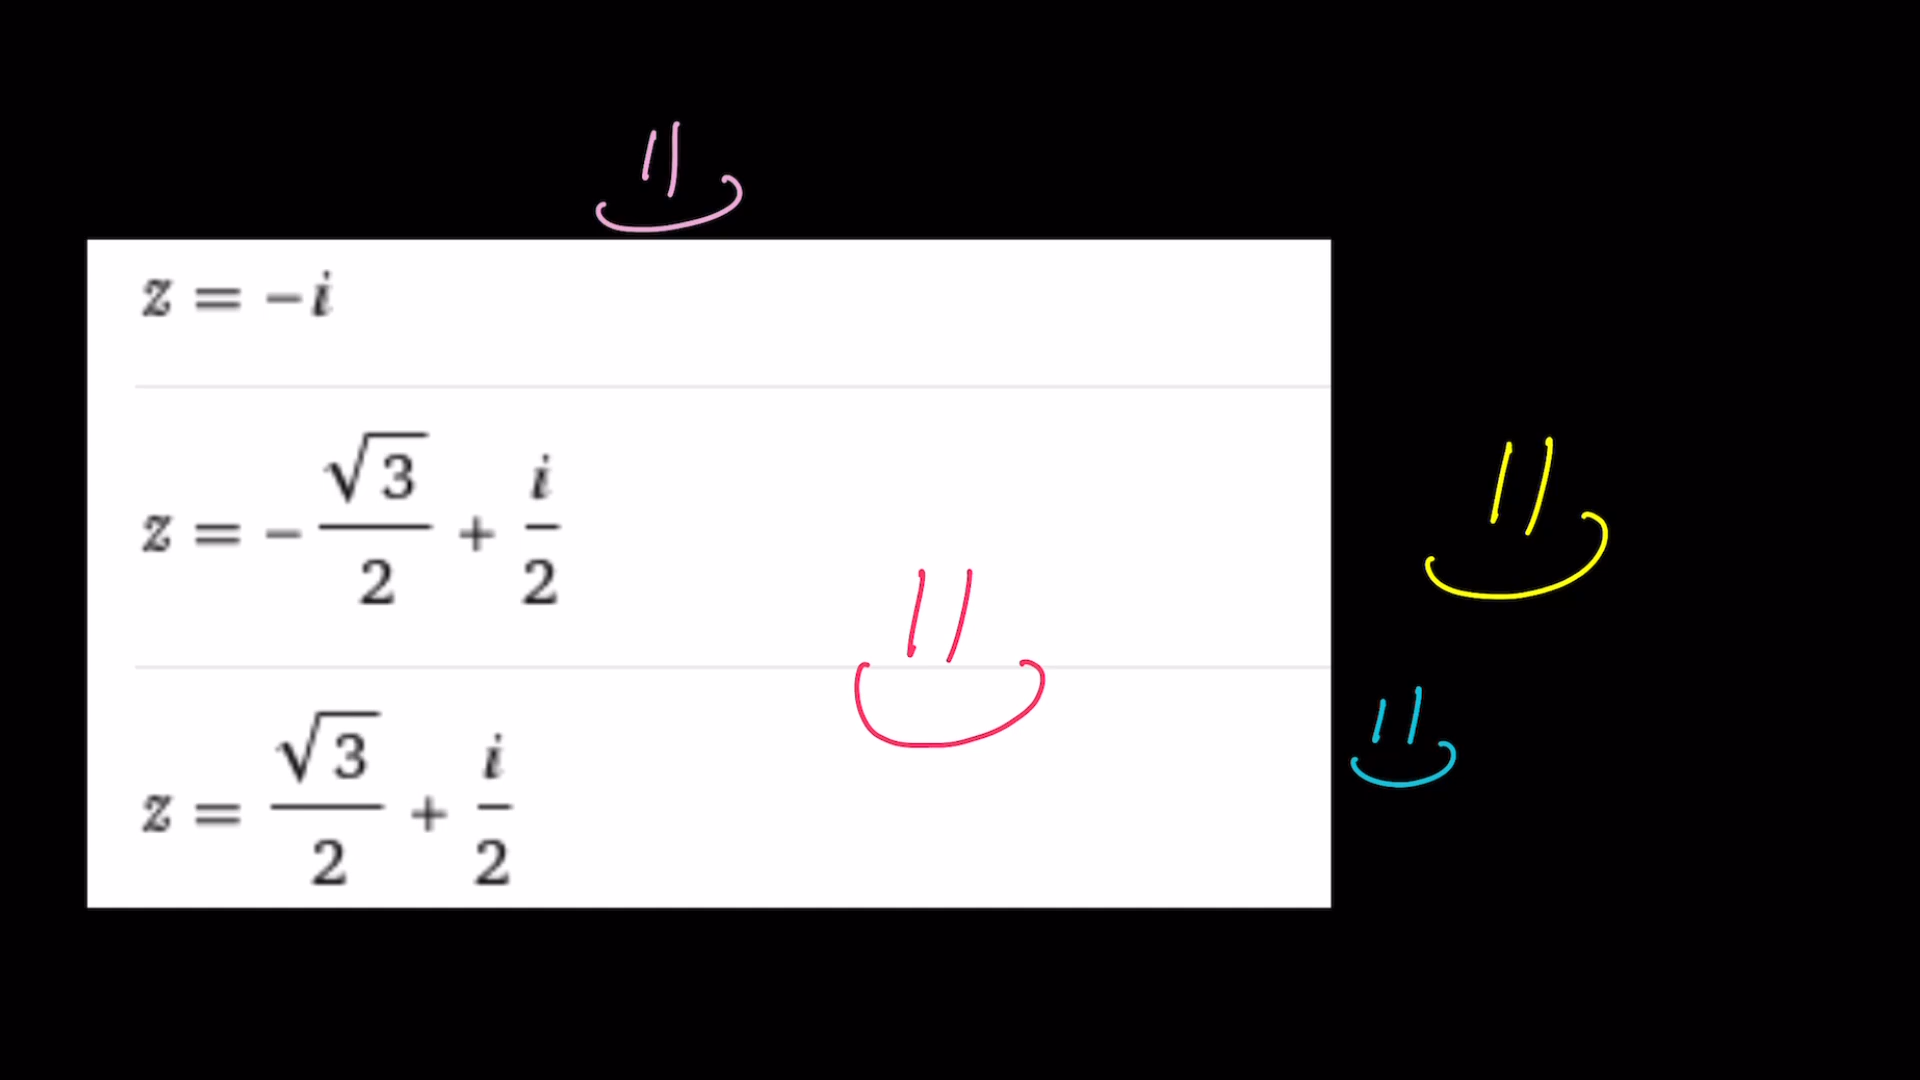 z = −i
z = −√3/2 + i/2
z = √3/2 + i/2